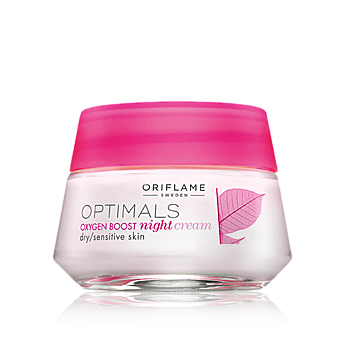 ORIFLAME
SWEDEN
OPTIMALS
OXYGEN BOOST night cream
dry/sensitive skin